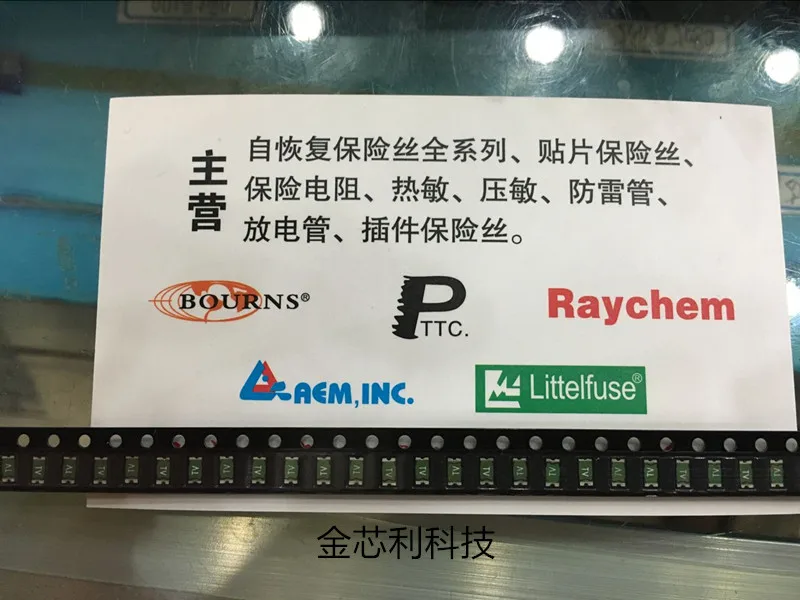 主营
自恢复保险丝全系列、贴片保险丝、
保险电阻、热敏、压敏、防雷管、
放电管、插件保险丝。
BOURNS®
PTTC.
Raychem
AEM, INC.
Littelfuse®
金芯利科技